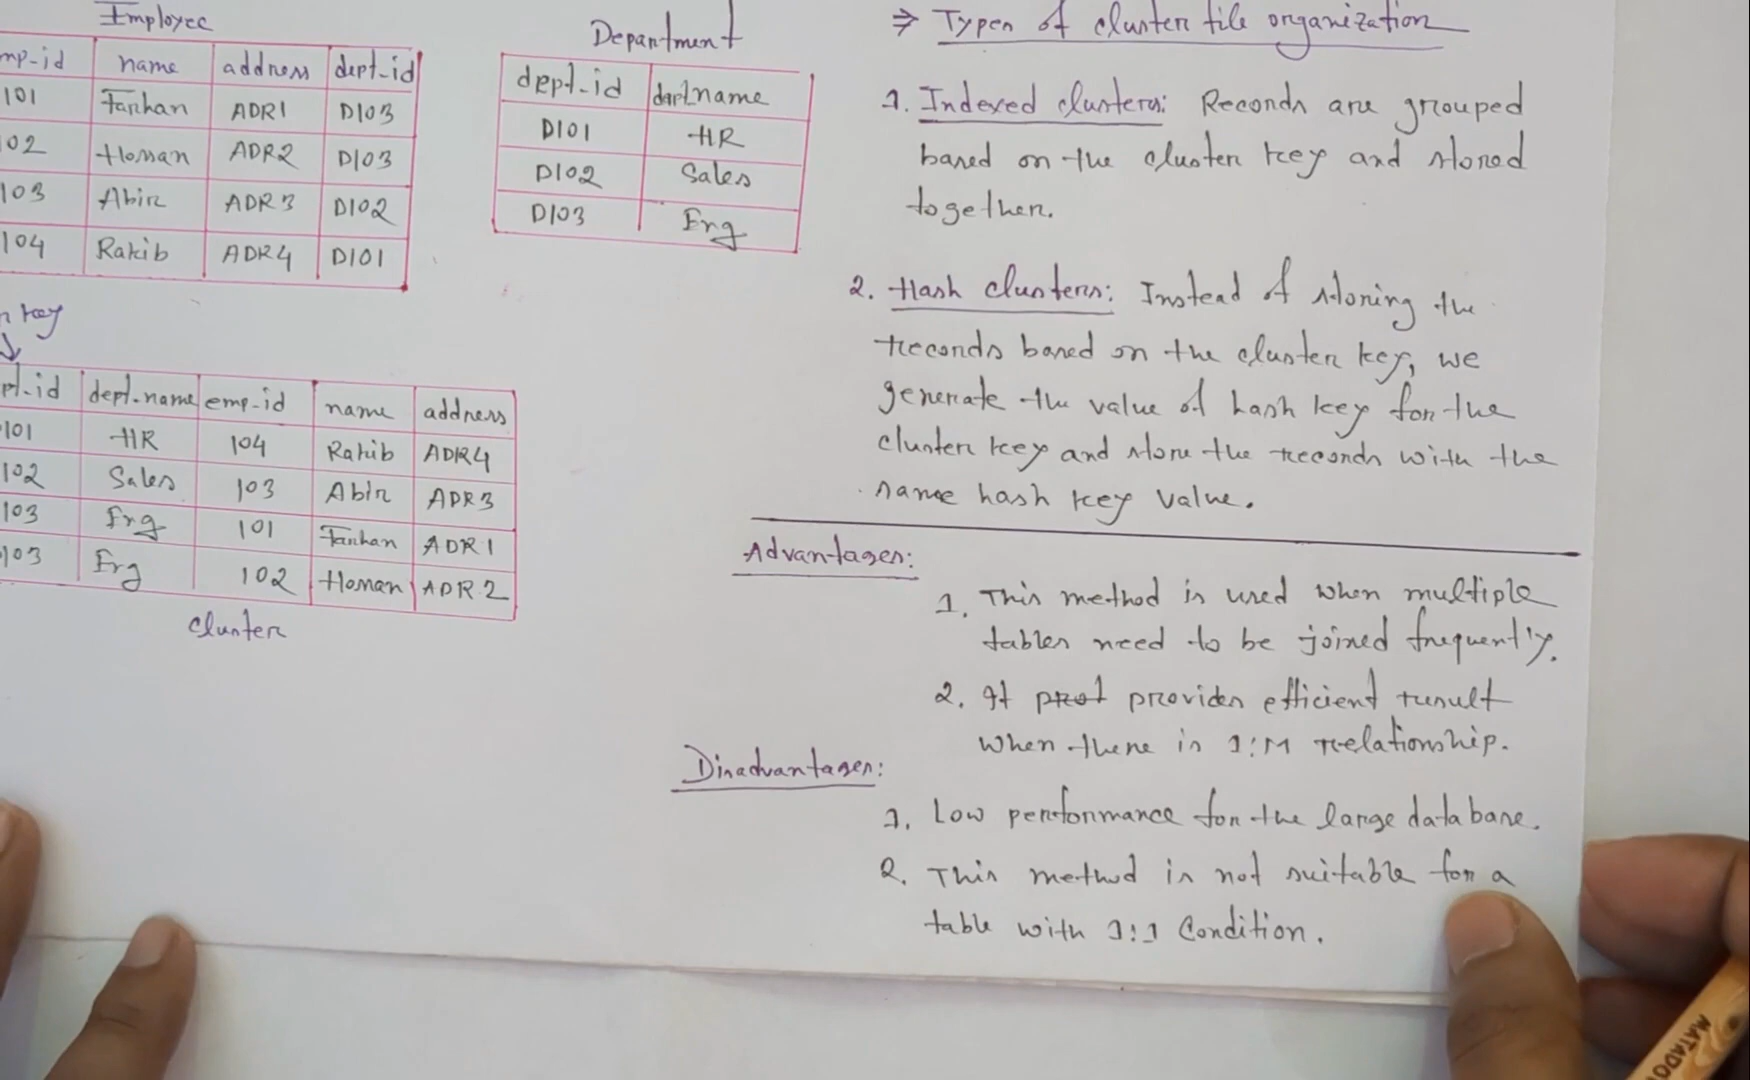 Employee
mp-id name address dept-id
101 Farhan ADR1 D103
02 Hossan ADR2 D103
103 Abir ADR3 D102
104 Rakib ADR4 D101
Department
dept-id deptname
D101 HR
D102 Sales
D103 Eng
key
pt-id dept-name emp-id name address
101 HR 104 Rakib ADR4
102 Sales 103 Abir ADR3
103 Eng 101 Farhan ADR1
103 Eng 102 Hossan ADR2
Cluster
⇒ Types of cluster file organization
1. Indexed clusters: Records are grouped
based on the cluster key and stored
together.
2. Hash clusters: Instead of storing the
records based on the cluster key, we
generate the value of hash key for the
cluster key and store the records with the
same hash key value.
Advantages:
1. This method is used when multiple
tables need to be joined frequently.
2. It provides efficient result
when there is 1:M relationship.
Disadvantages:
1. Low performance for the large database.
2. This method is not suitable for a
table with 1:1 Condition.
MATADO